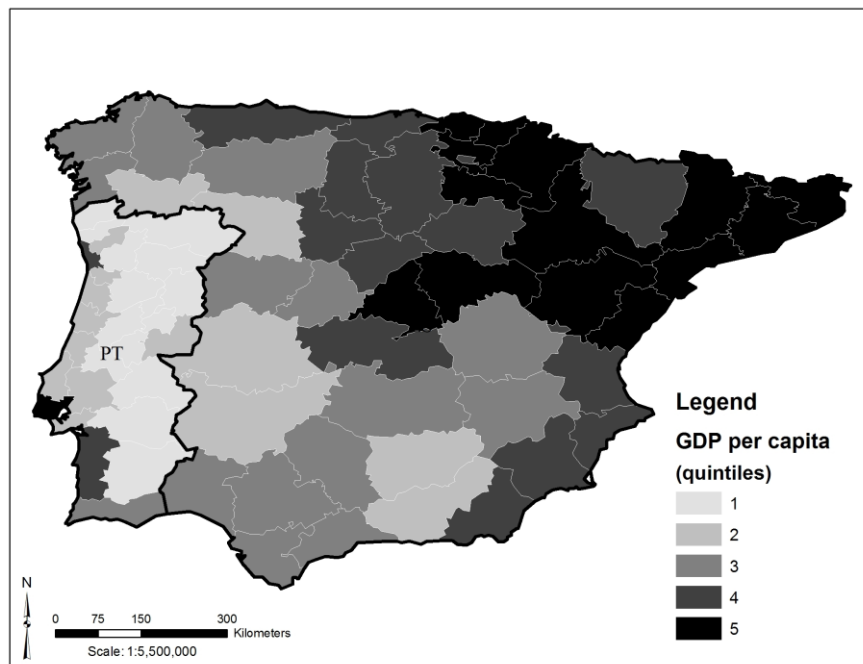 PT
Legend
GDP per capita
(quintiles)
1
2
3
4
5
N
0 75 150 300
Kilometers
Scale: 1:5,500,000